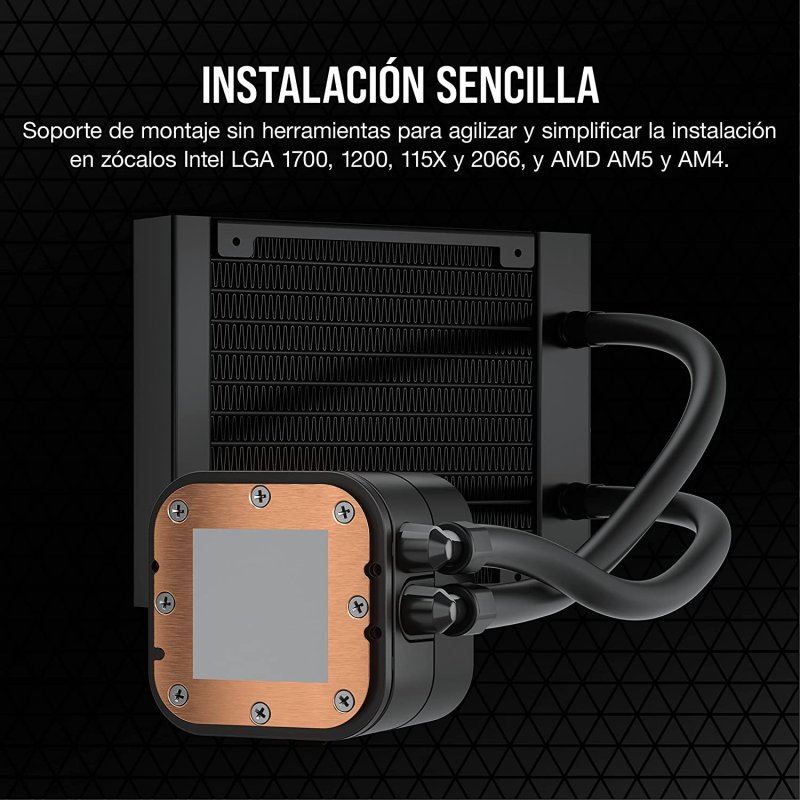 INSTALACIÓN SENCILLA
Soporte de montaje sin herramientas para agilizar y simplificar la instalación
en zócalos Intel LGA 1700, 1200, 115X y 2066, y AMD AM5 y AM4.